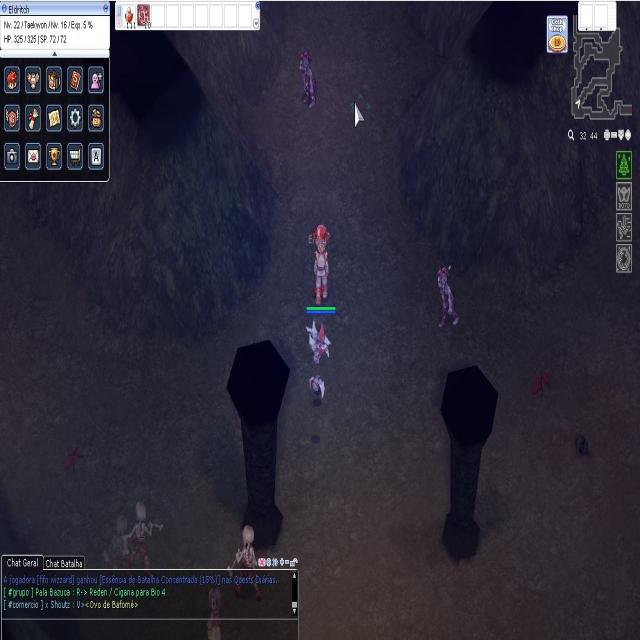 Eldritch
Nv. 22 / Taekwon / Nv. 16 / Exp. 5 %
HP. 325 / 325 | SP. 72 / 72
32 44
Chat Geral
Chat Batalha
A jogadora [fifo wizzard] ganhou [Essência de Batalha Concentrada (15%)] nas Quests Diárias.
[ #grupo ] Pala Bazuca : R-> Reden / Cigana para Bio 4
[ #comercio ] x Shoutz : V><Ovo de Bafomé>